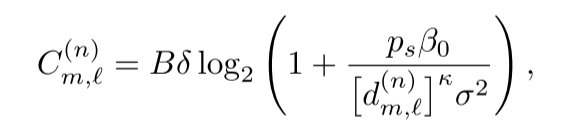 $$C_{m,\ell}^{(n)} = B\delta \log_2 \left( 1 + \frac{p_s \beta_0}{\left[ d_{m,\ell}^{(n)} \right]^{\kappa} \sigma^2} \right),$$